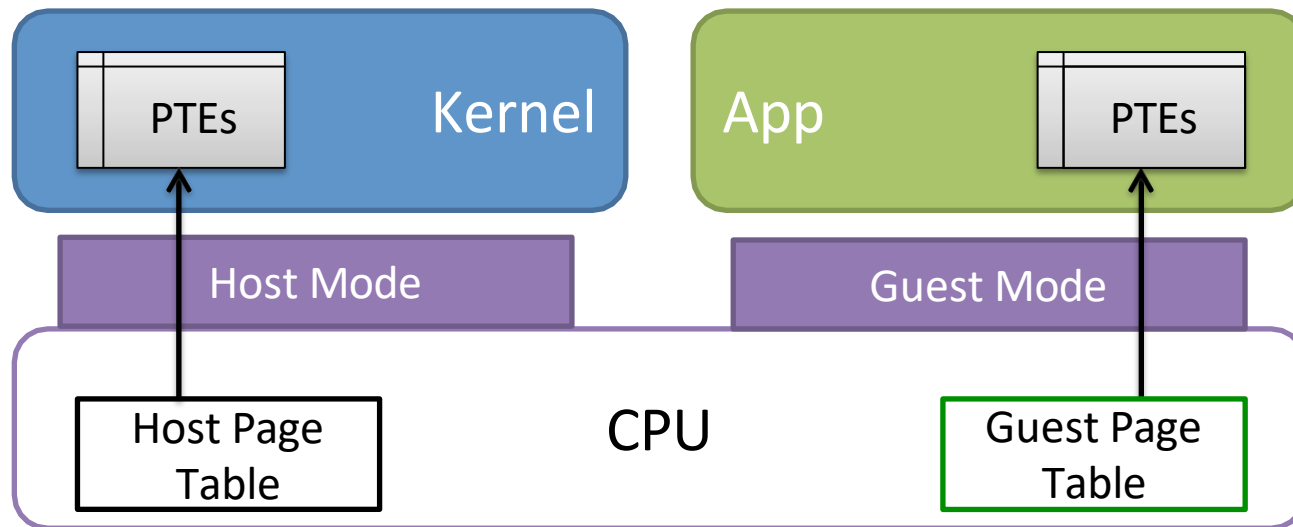 PTEs
Kernel
App
PTEs
Host Mode
Guest Mode
Host Page
Table
CPU
Guest Page
Table